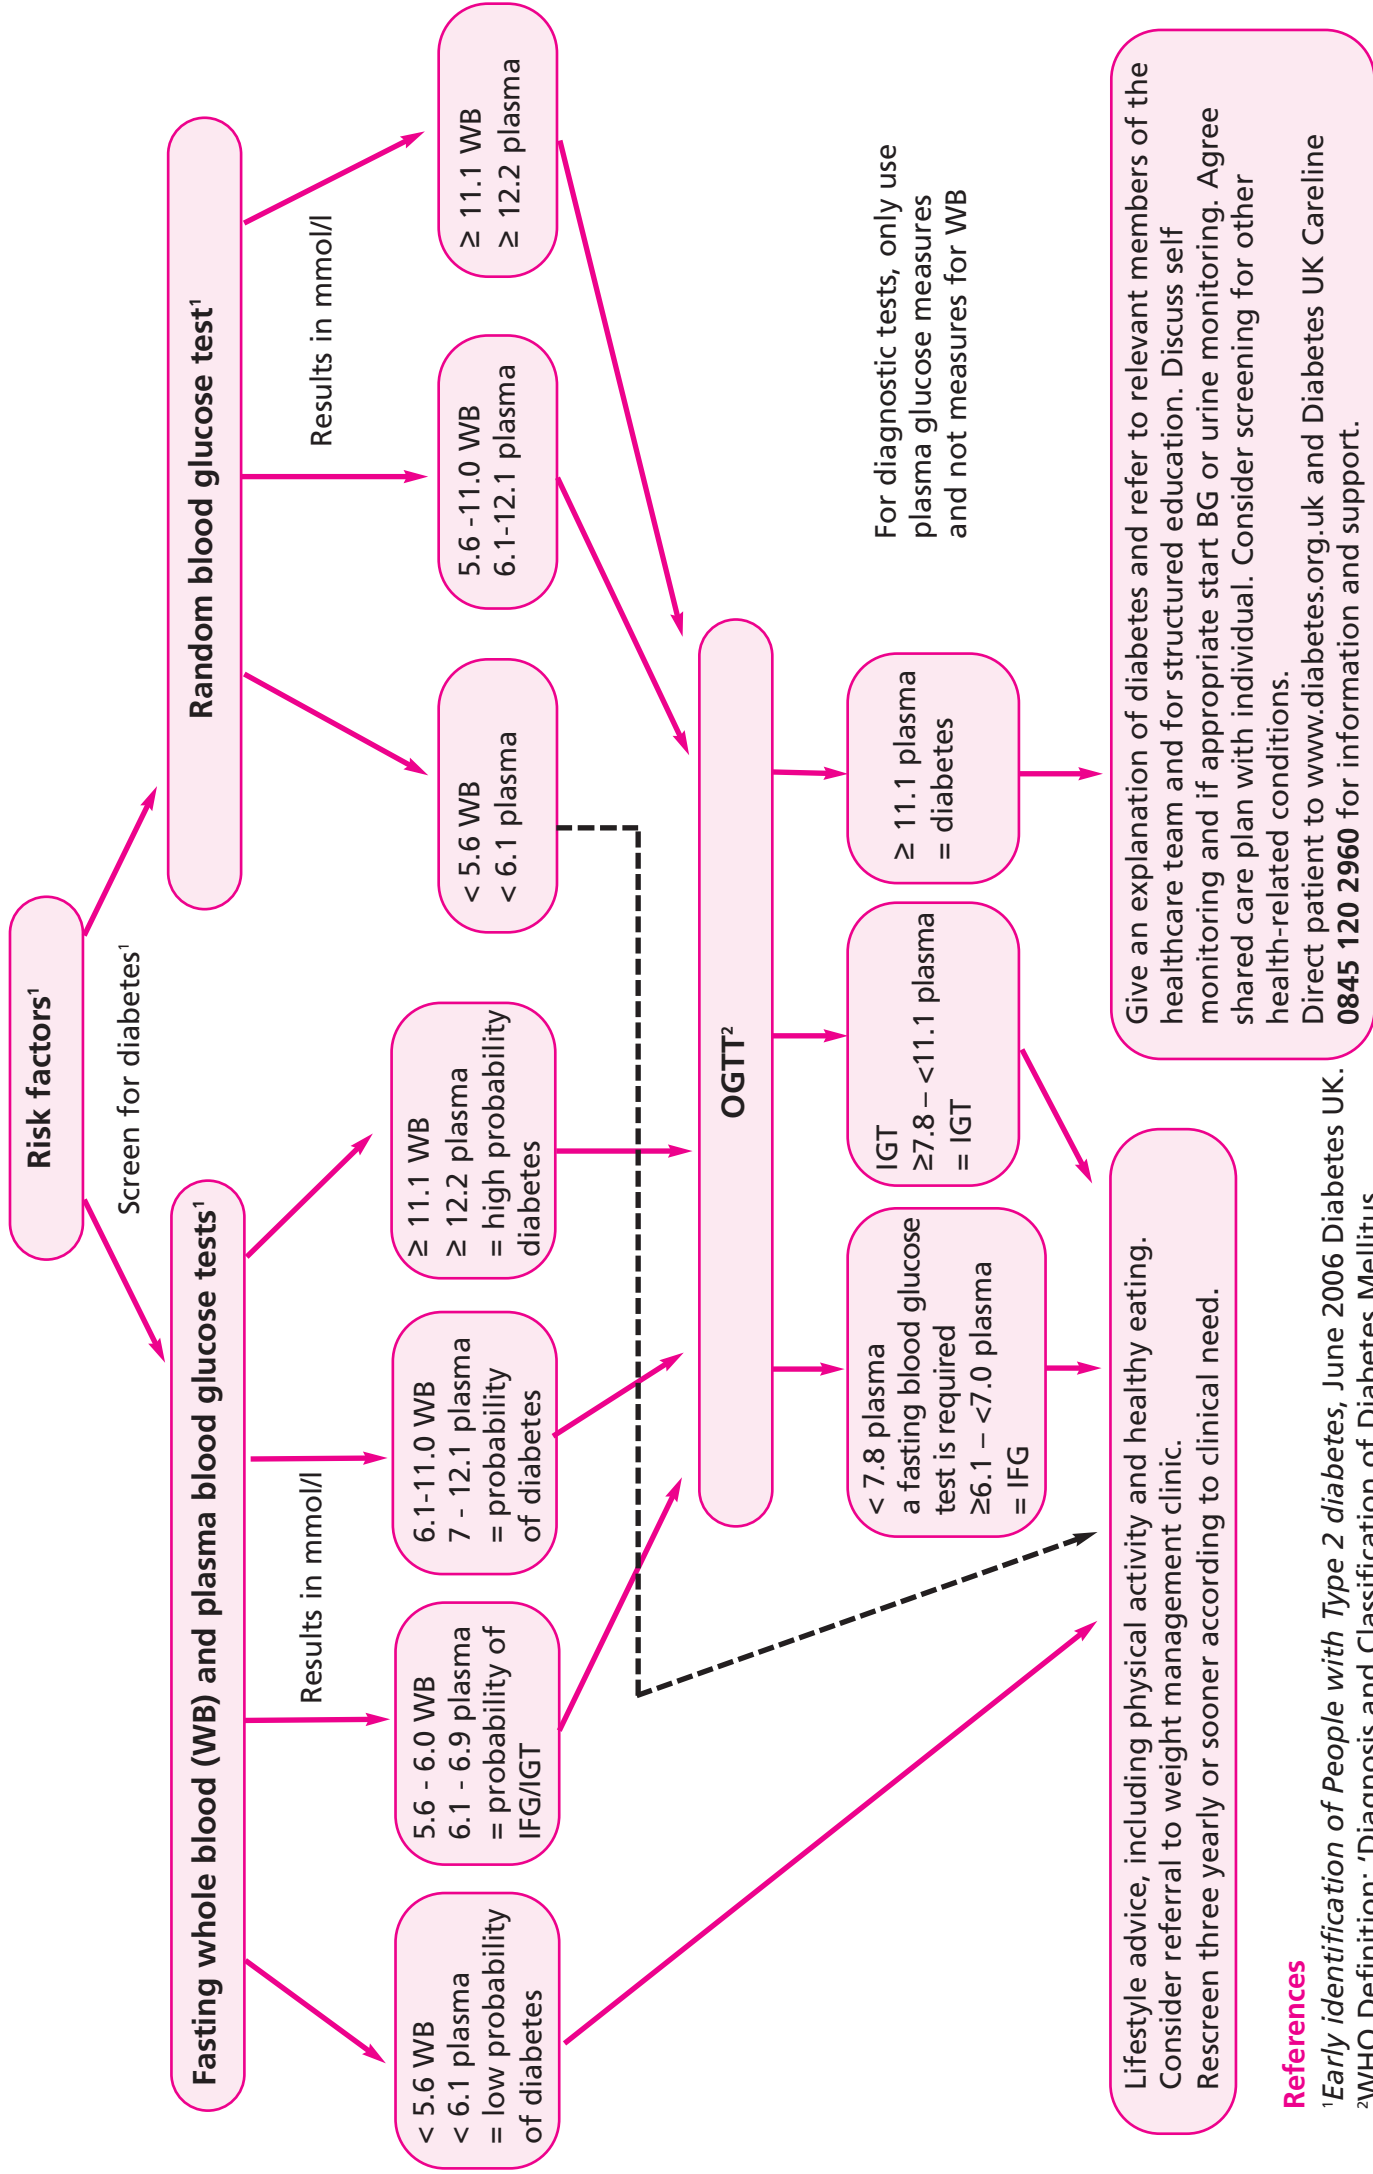 Risk factors¹
Screen for diabetes¹
Fasting whole blood (WB) and plasma blood glucose tests¹
Random blood glucose test¹
Results in mmol/l
Results in mmol/l
< 5.6 WB
< 6.1 plasma
= low probability
of diabetes
5.6 - 6.0 WB
6.1 - 6.9 plasma
= probability of
IFG/IGT
6.1-11.0 WB
7 - 12.1 plasma
= probability
of diabetes
≥ 11.1 WB
≥ 12.2 plasma
= high probability
diabetes
< 5.6 WB
< 6.1 plasma
5.6 -11.0 WB
6.1-12.1 plasma
≥ 11.1 WB
≥ 12.2 plasma
OGTT²
< 7.8 plasma
a fasting blood glucose
test is required
≥6.1 – <7.0 plasma
= IFG
IGT
≥7.8 – <11.1 plasma
= IGT
≥ 11.1 plasma
= diabetes
For diagnostic tests, only use
plasma glucose measures
and not measures for WB
Lifestyle advice, including physical activity and healthy eating.
Consider referral to weight management clinic.
Rescreen three yearly or sooner according to clinical need.
Give an explanation of diabetes and refer to relevant members of the
healthcare team and for structured education. Discuss self
monitoring and if appropriate start BG or urine monitoring. Agree
shared care plan with individual. Consider screening for other
health-related conditions.
Direct patient to www.diabetes.org.uk and Diabetes UK Careline
0845 120 2960 for information and support.
References
¹Early identification of People with Type 2 diabetes, June 2006 Diabetes UK.
²WHO Definition: 'Diagnosis and Classification of Diabetes Mellitus